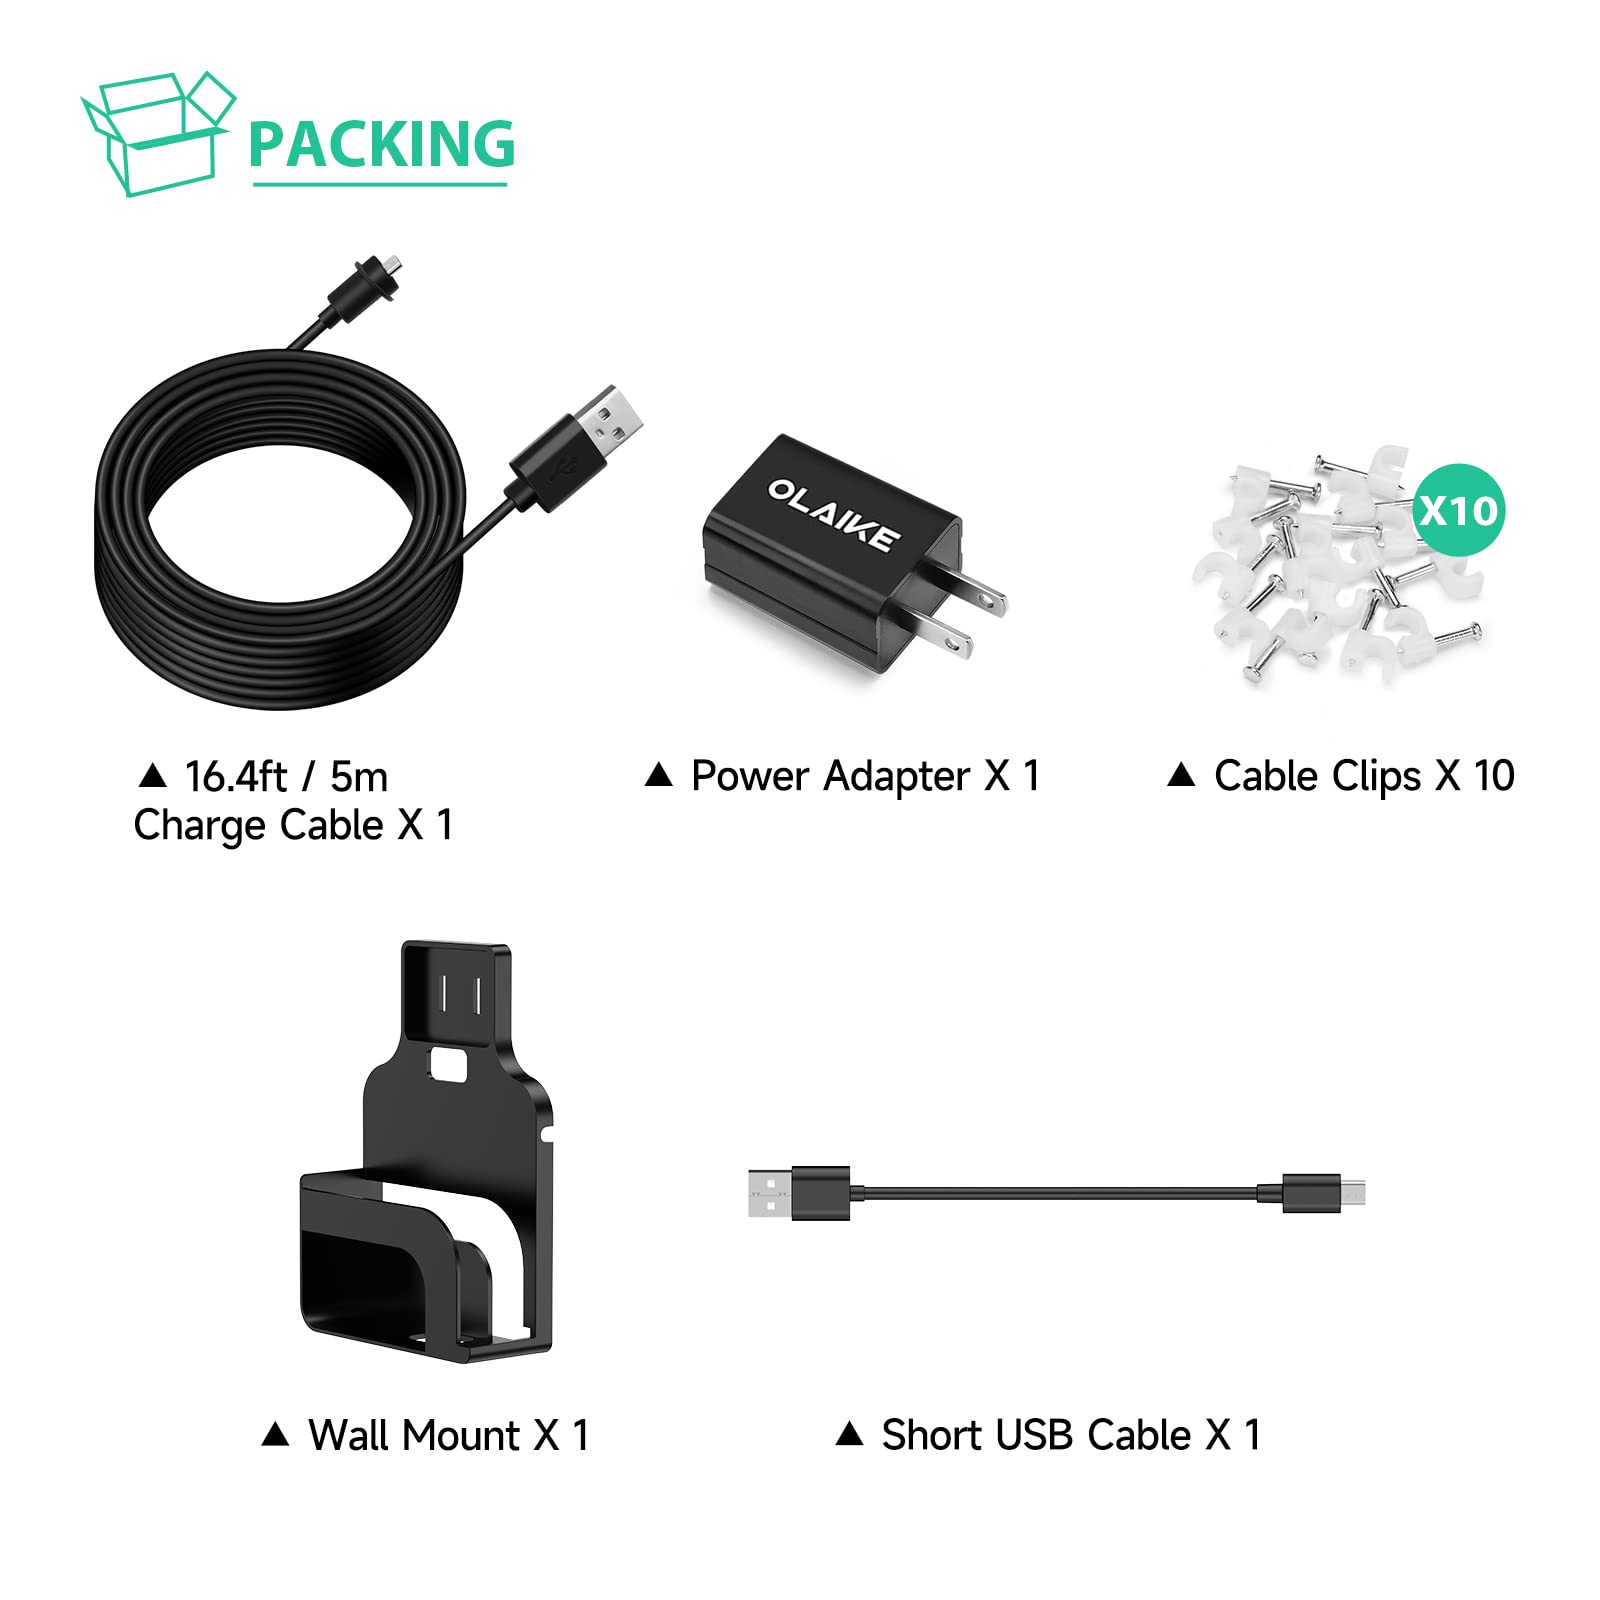 PACKING
OLAIKE
X10
▲ 16.4ft / 5m
Charge Cable X 1
▲ Power Adapter X 1
▲ Cable Clips X 10
▲ Wall Mount X 1
▲ Short USB Cable X 1